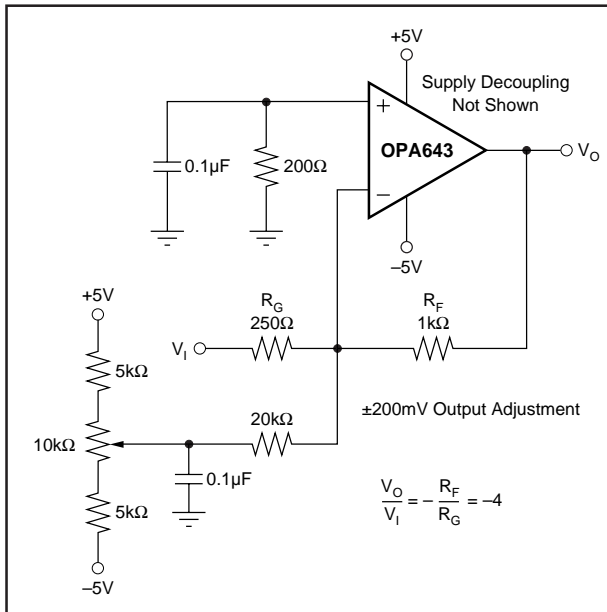 +5V
Supply Decoupling
Not Shown
+
OPA643
−
V_O
0.1µF
200Ω
–5V
+5V
R_G
250Ω
R_F
1kΩ
V_I
5kΩ
±200mV Output Adjustment
20kΩ
10kΩ
0.1µF
5kΩ
V_O / V_I = – R_F / R_G = –4
–5V